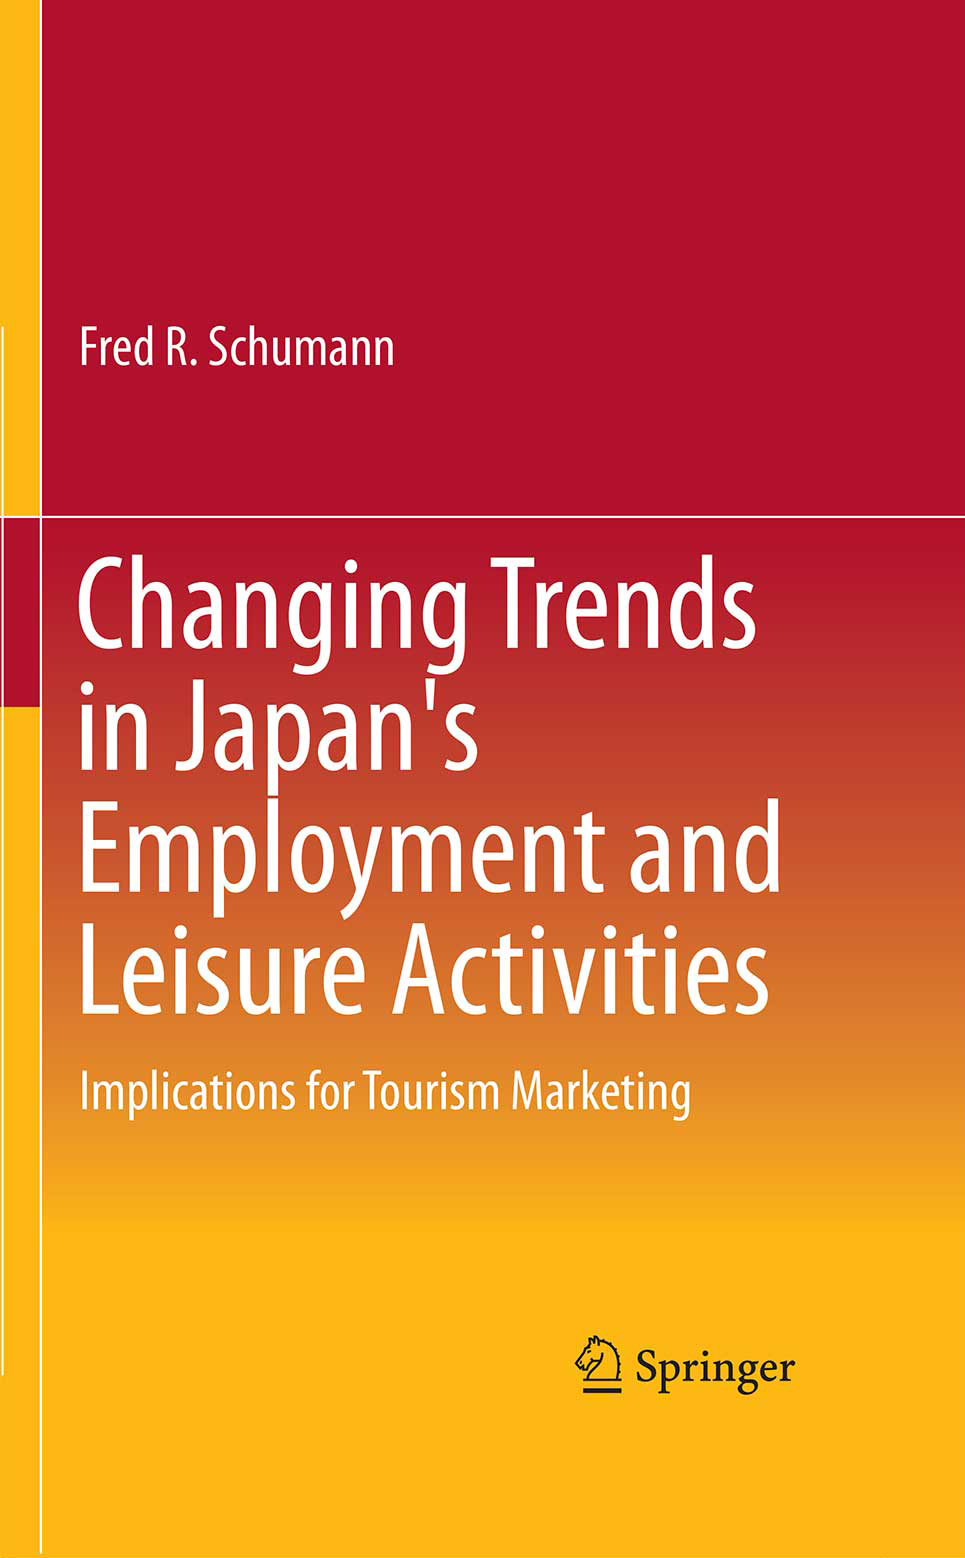 Fred R. Schumann
Changing Trends
in Japan's
Employment and
Leisure Activities
Implications for Tourism Marketing
Springer